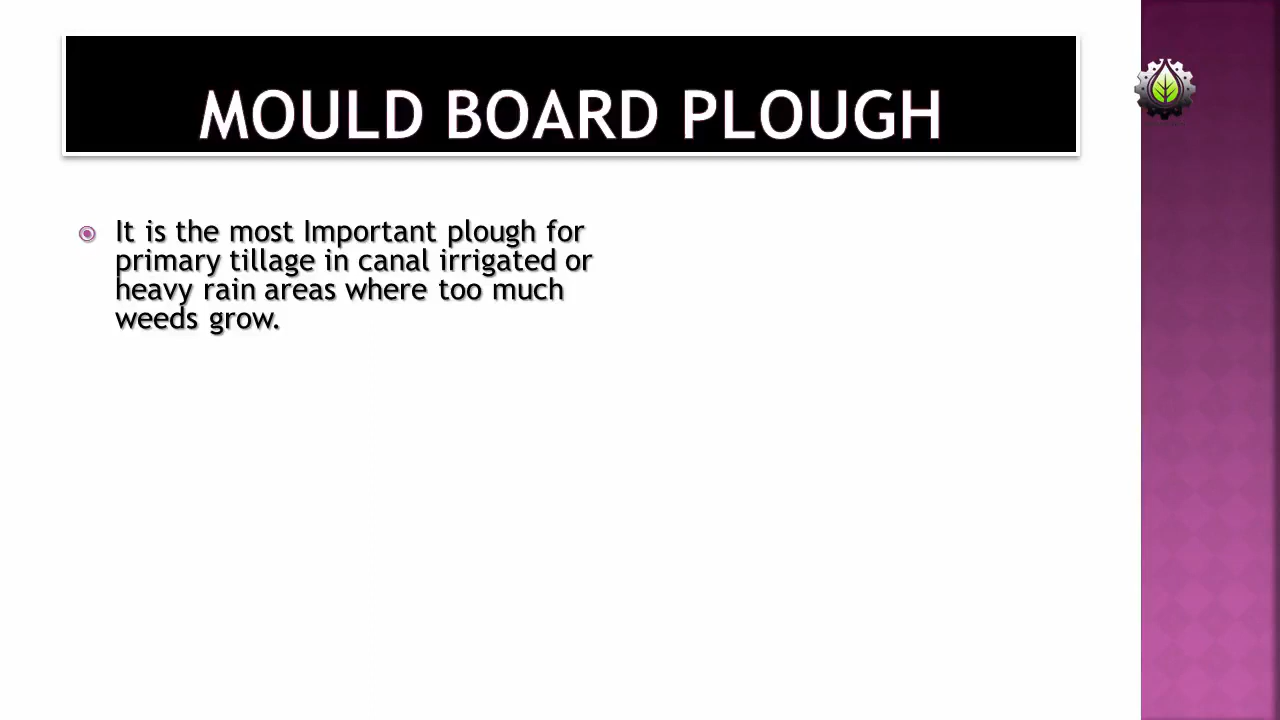 MOULD BOARD PLOUGH
It is the most Important plough for
primary tillage in canal irrigated or
heavy rain areas where too much
weeds grow.